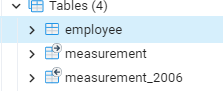 Tables (4)
employee
measurement
measurement_2006